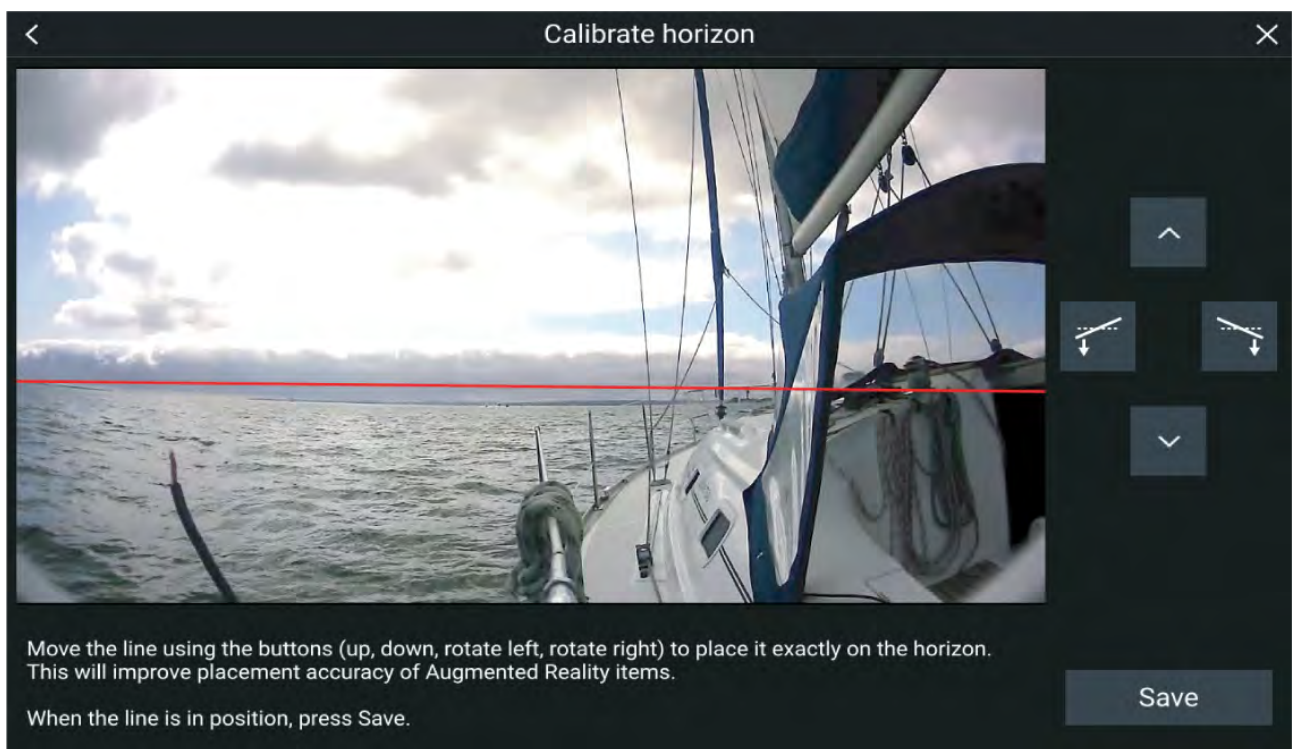 Calibrate horizon
Move the line using the buttons (up, down, rotate left, rotate right) to place it exactly on the horizon.
This will improve placement accuracy of Augmented Reality items.
When the line is in position, press Save.
Save